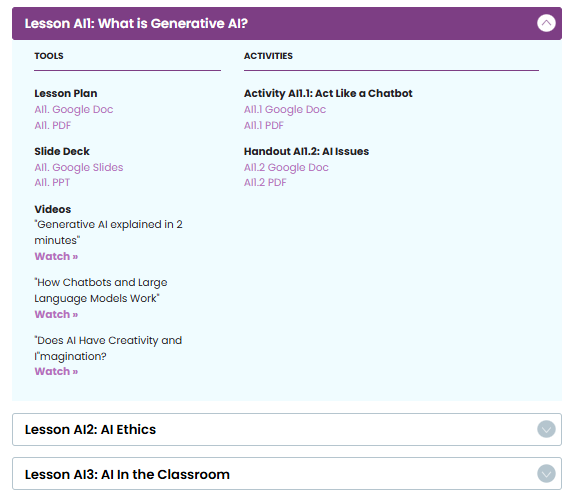 Lesson AI1: What is Generative AI?
TOOLS
Lesson Plan
AI1. Google Doc
AI1. PDF
Slide Deck
AI1. Google Slides
AI1. PPT
Videos
"Generative AI explained in 2
minutes"
Watch »
"How Chatbots and Large
Language Models Work"
Watch »
"Does AI Have Creativity and
I"magination?
Watch »
ACTIVITIES
Activity AI1.1: Act Like a Chatbot
AI1.1 Google Doc
AI1.1 PDF
Handout AI1.2: AI Issues
AI1.2 Google Doc
AI1.2 PDF
Lesson AI2: AI Ethics
Lesson AI3: AI In the Classroom